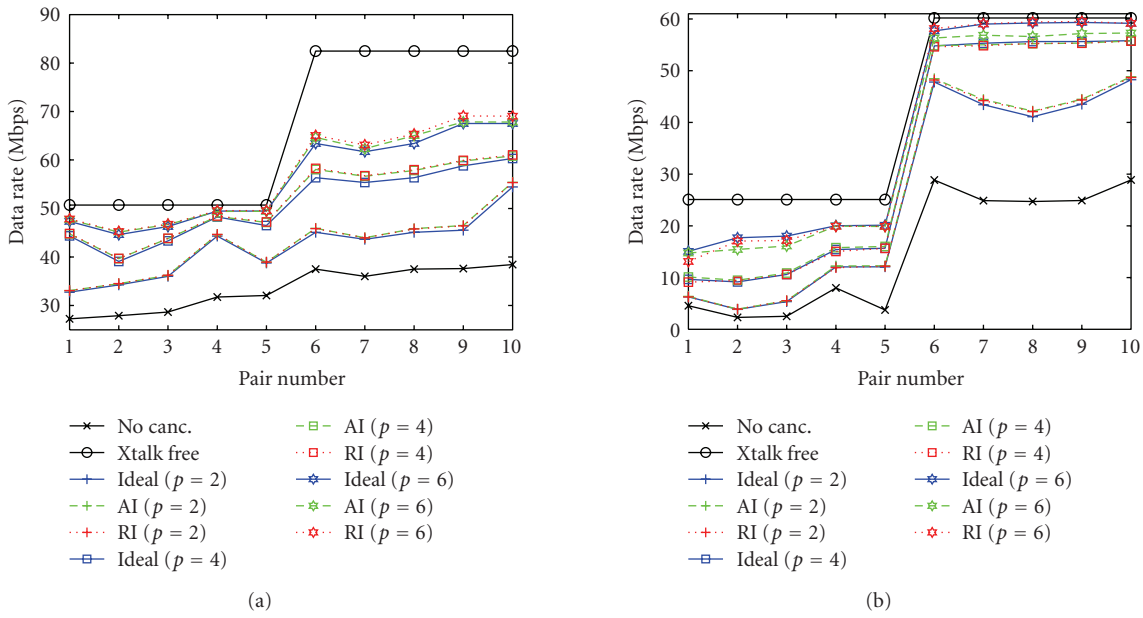 90
80
70
60
50
40
30
Data rate (Mbps)
1 2 3 4 5 6 7 8 9 10
Pair number
No canc.
Xtalk free
Ideal (p = 2)
AI (p = 2)
RI (p = 2)
Ideal (p = 4)
AI (p = 4)
RI (p = 4)
Ideal (p = 6)
AI (p = 6)
RI (p = 6)
(a)
60
50
40
30
20
10
0
Data rate (Mbps)
1 2 3 4 5 6 7 8 9 10
Pair number
No canc.
Xtalk free
Ideal (p = 2)
AI (p = 2)
RI (p = 2)
Ideal (p = 4)
AI (p = 4)
RI (p = 4)
Ideal (p = 6)
AI (p = 6)
RI (p = 6)
(b)